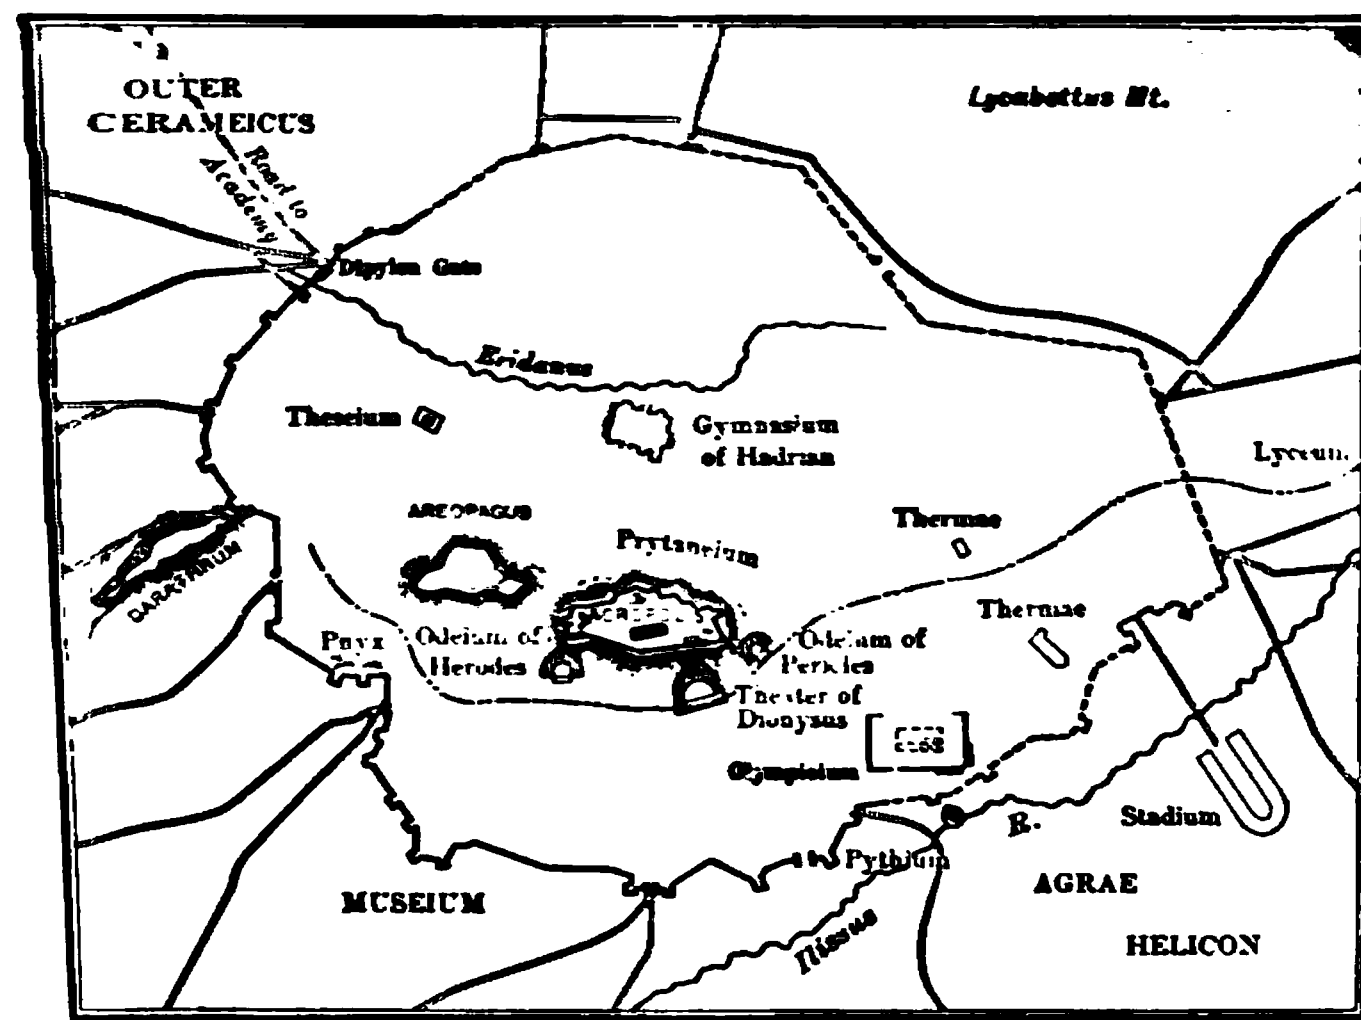 OUTER
CERAMEICUS
Lycabettus Mt.
Road to
Academy
Dipylon Gate
Eridanus
Theseium
Gymnasium
of Hadrian
Lyceum.
AREOPAGUS
Thermae
Prytaneium
BARATHRUM
Thermae
Pnyx
Odeium of
Herodes
Odeium of
Pericles
Theater of
Dionysus
Olympieium
Stadium
R.
Pythium
AGRAE
MUSEIUM
Ilissus
HELICON